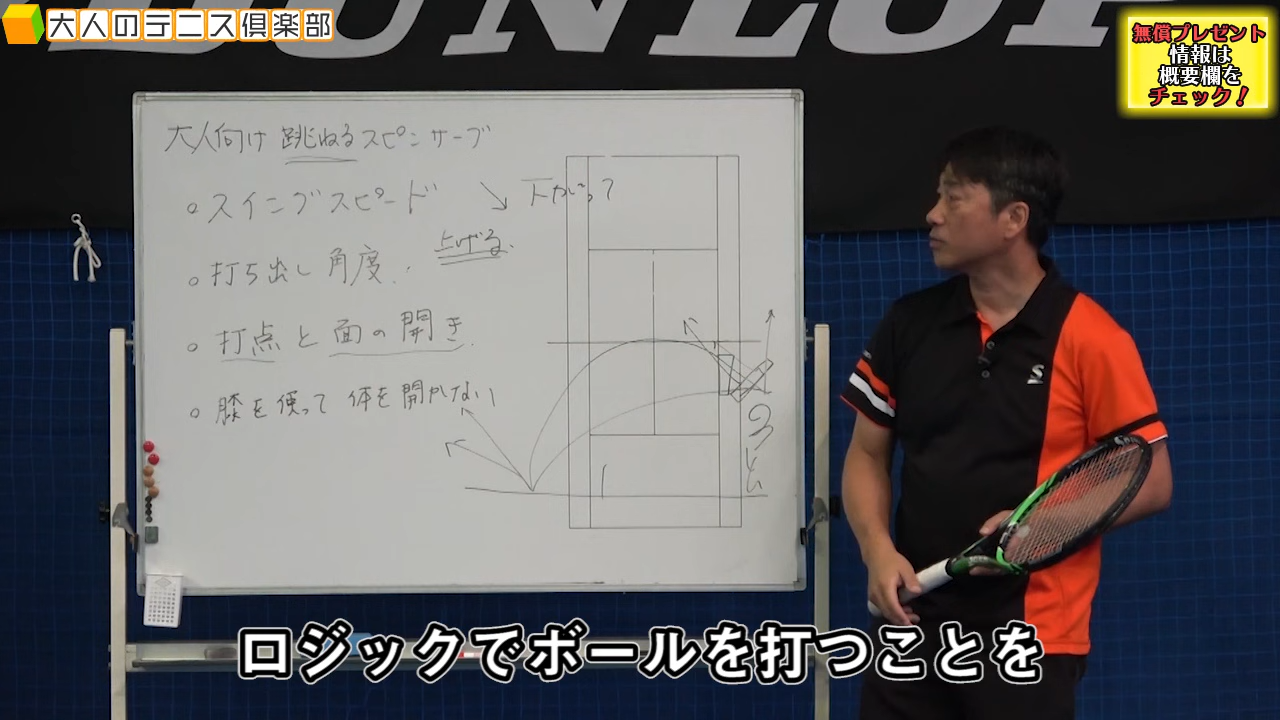 大人のテニス倶楽部
DUNLOP
無償プレゼント
情報は
概要欄を
チェック!
大人向け 跳ねるスピンサーブ
○スイングスピード
下がって
○打ち出し角度.
上げる.
○打点と面の開き.
○膝を使って 体を開かない
S
ロジックでボールを打つことを